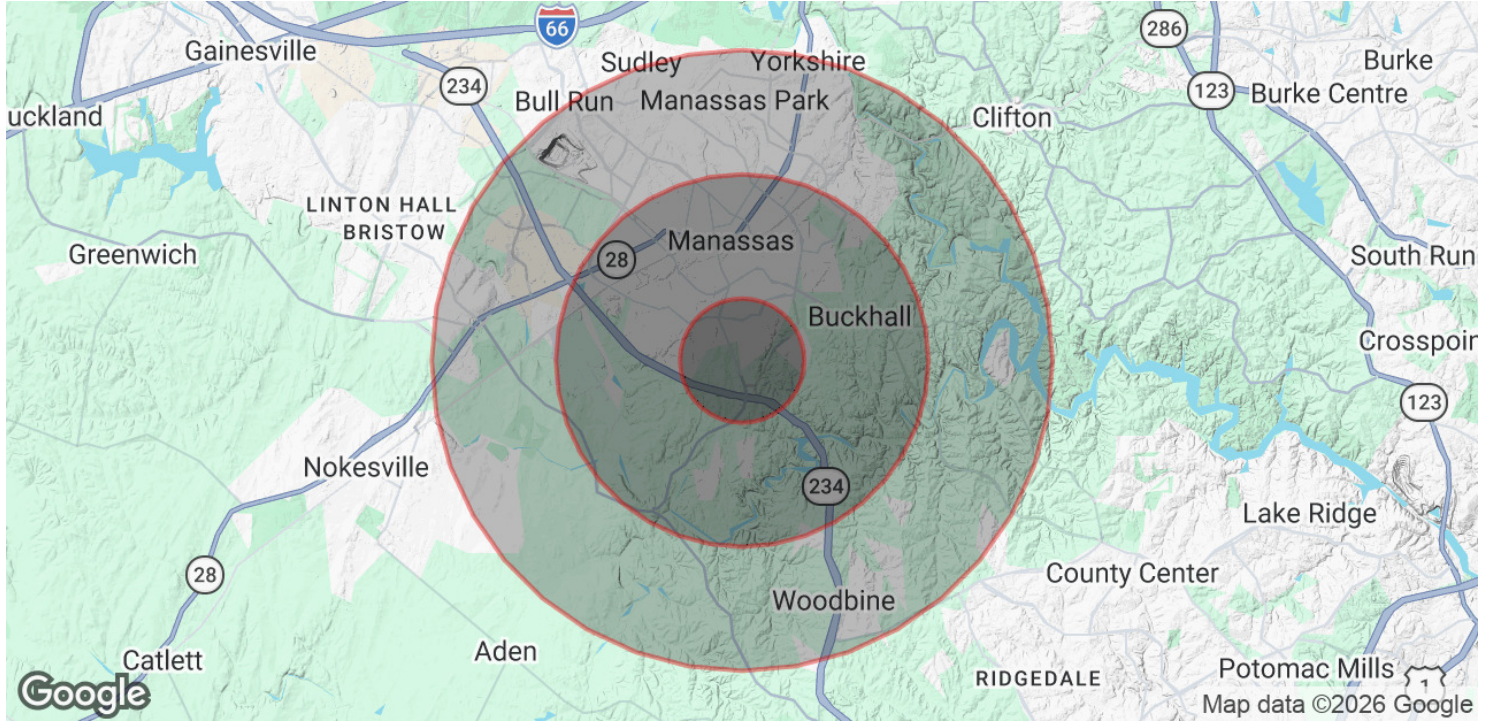 66
286
Gainesville
Sudley
Yorkshire
Burke
234
123
Burke Centre
Bull Run
Manassas Park
uckland
Clifton
LINTON HALL
BRISTOW
Manassas
Greenwich
28
South Run
Buckhall
Crosspoin
123
Nokesville
234
Lake Ridge
28
County Center
Woodbine
Aden
Catlett
RIDGEDALE
Potomac Mills
1
Google
Map data ©2026 Google